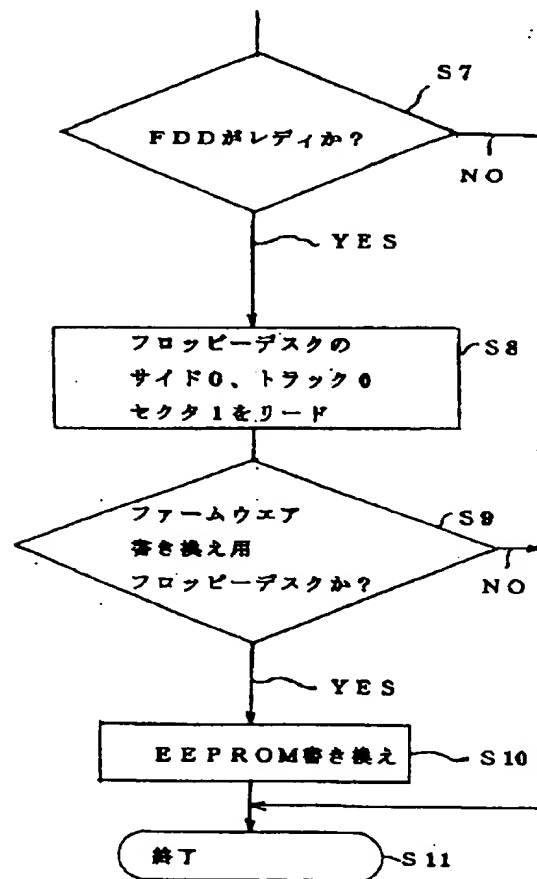 S7
FDDがレディか?
NO
YES
フロッピーデスクの
サイド0、トラック0
セクタ1をリード
S8
ファームウエア
書き換え用
フロッピーデスクか?
S9
NO
YES
EEPROM書き換え
S10
終了
S11